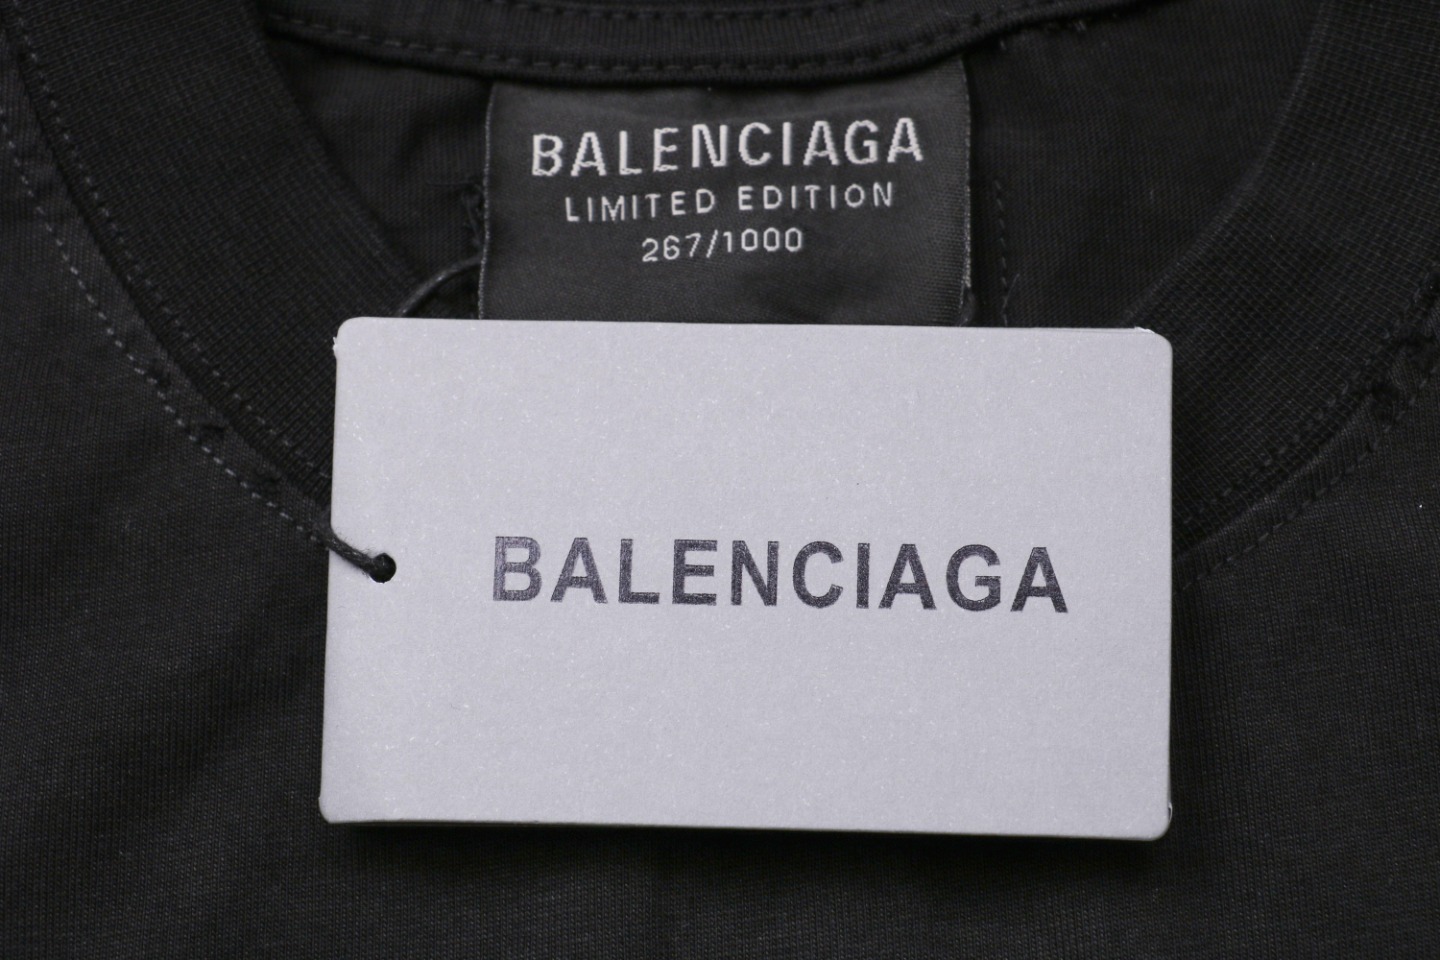 BALENCIAGA
LIMITED EDITION
267/1000
BALENCIAGA